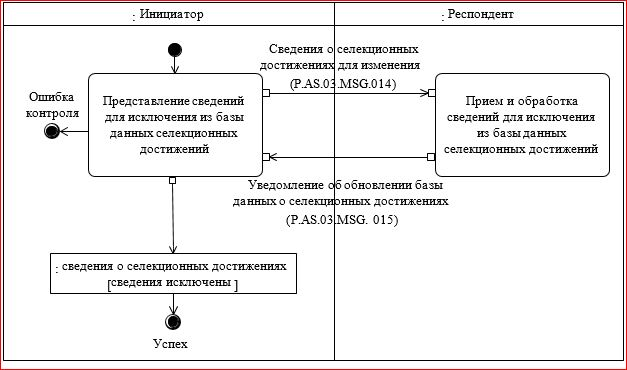 : Инициатор
: Респондент
Сведения о селекционных
достижениях для изменения
(P.AS.03.MSG.014)
Ошибка
контроля
Представление сведений
для исключения из базы
данных селекционных
достижений
Прием и обработка
сведений для исключения
из базы данных
селекционных достижений
Уведомление об обновлении базы
данных о селекционных достижениях
(P.AS.03.MSG. 015)
: сведения о селекционных достижениях
[сведения исключены ]
Успех